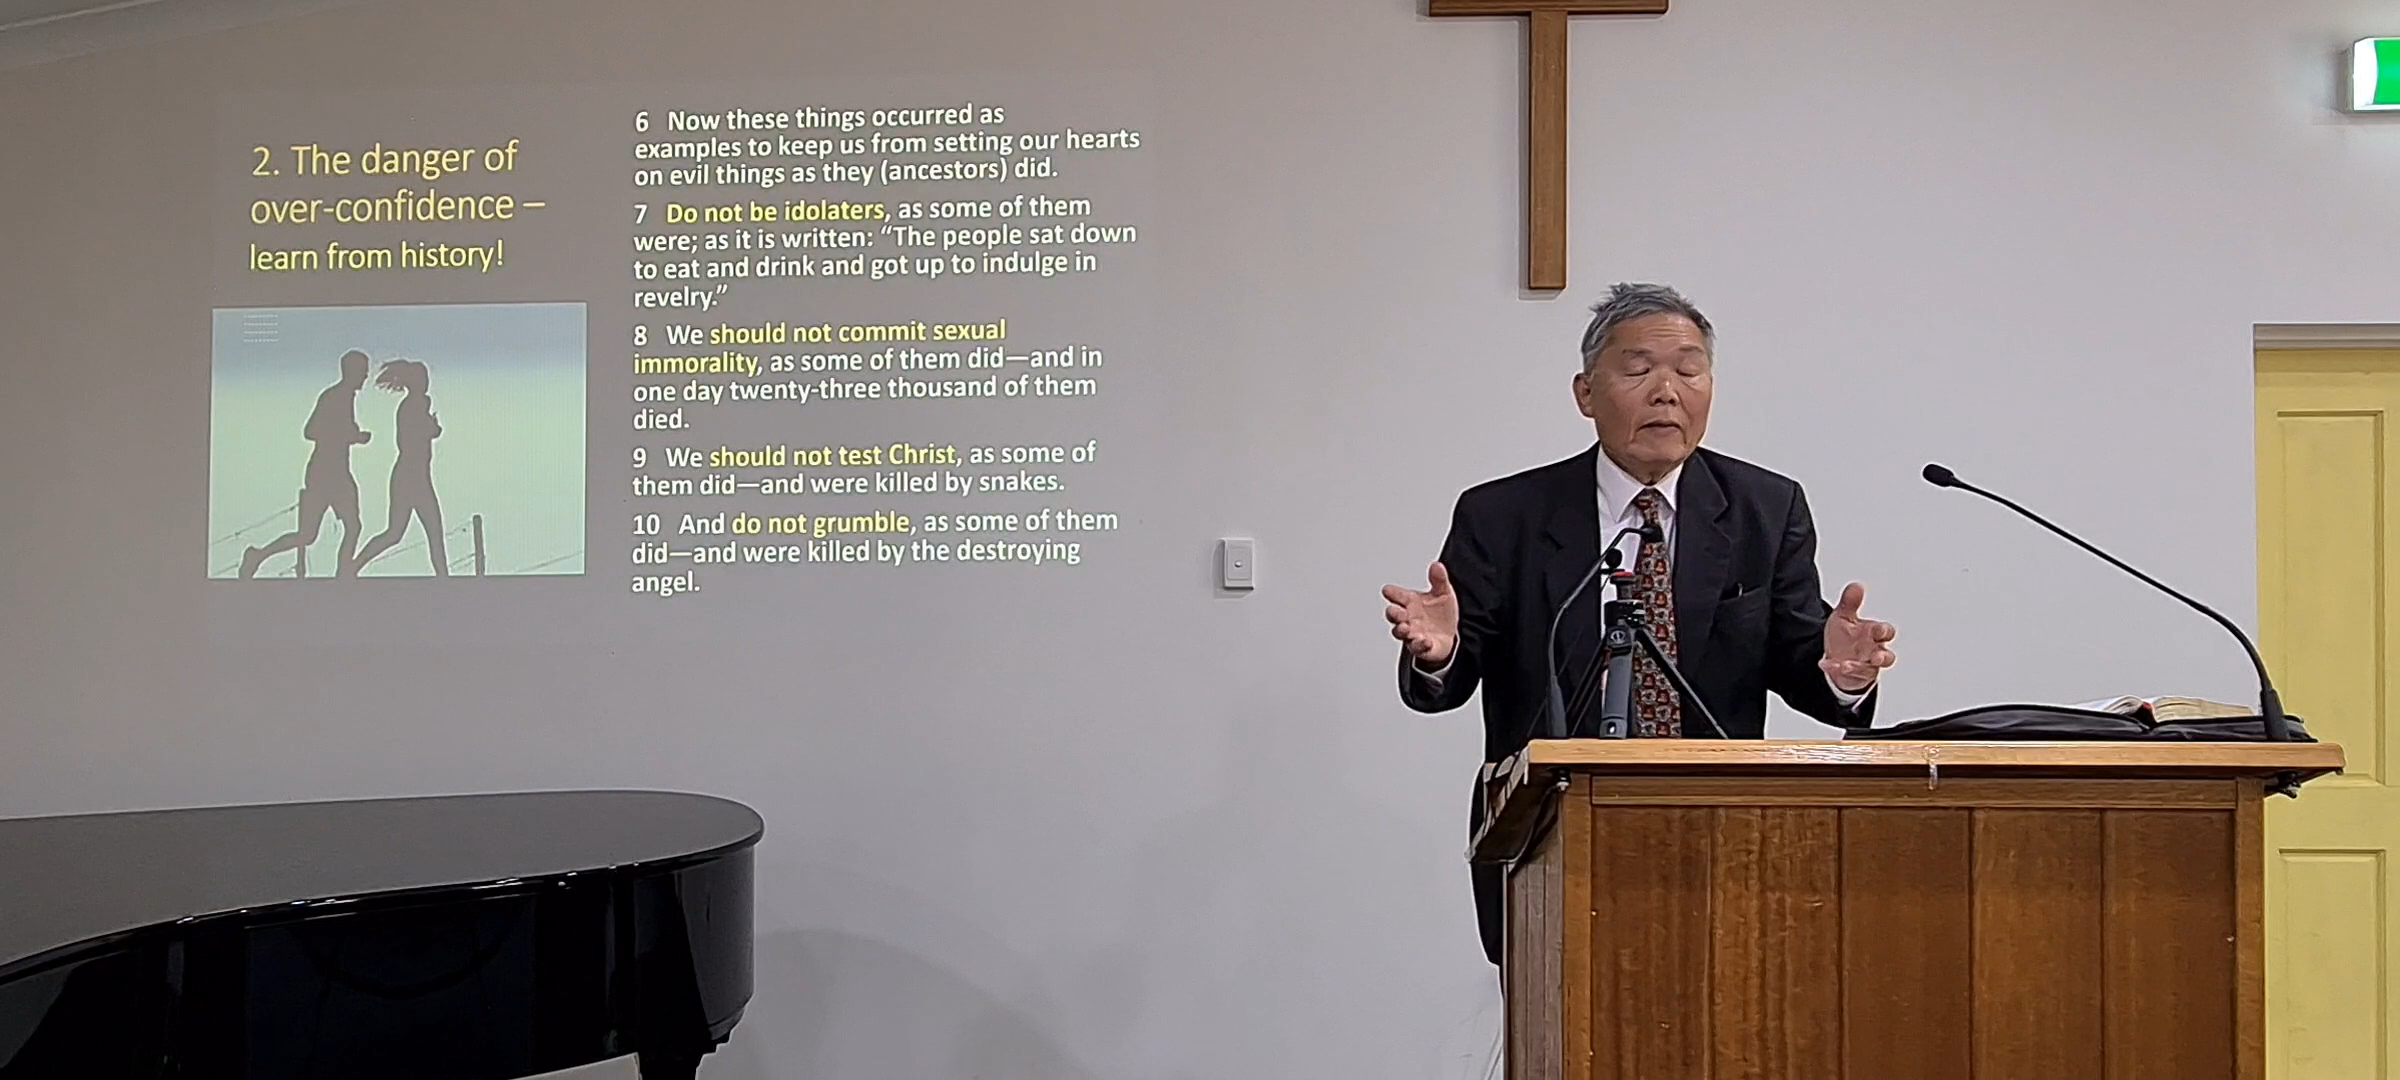 2. The danger of
over-confidence –
learn from history!
6 Now these things occurred as
examples to keep us from setting our hearts
on evil things as they (ancestors) did.
7 Do not be idolaters, as some of them
were; as it is written: “The people sat down
to eat and drink and got up to indulge in
revelry.”
8 We should not commit sexual
immorality, as some of them did—and in
one day twenty-three thousand of them
died.
9 We should not test Christ, as some of
them did—and were killed by snakes.
10 And do not grumble, as some of them
did—and were killed by the destroying
angel.